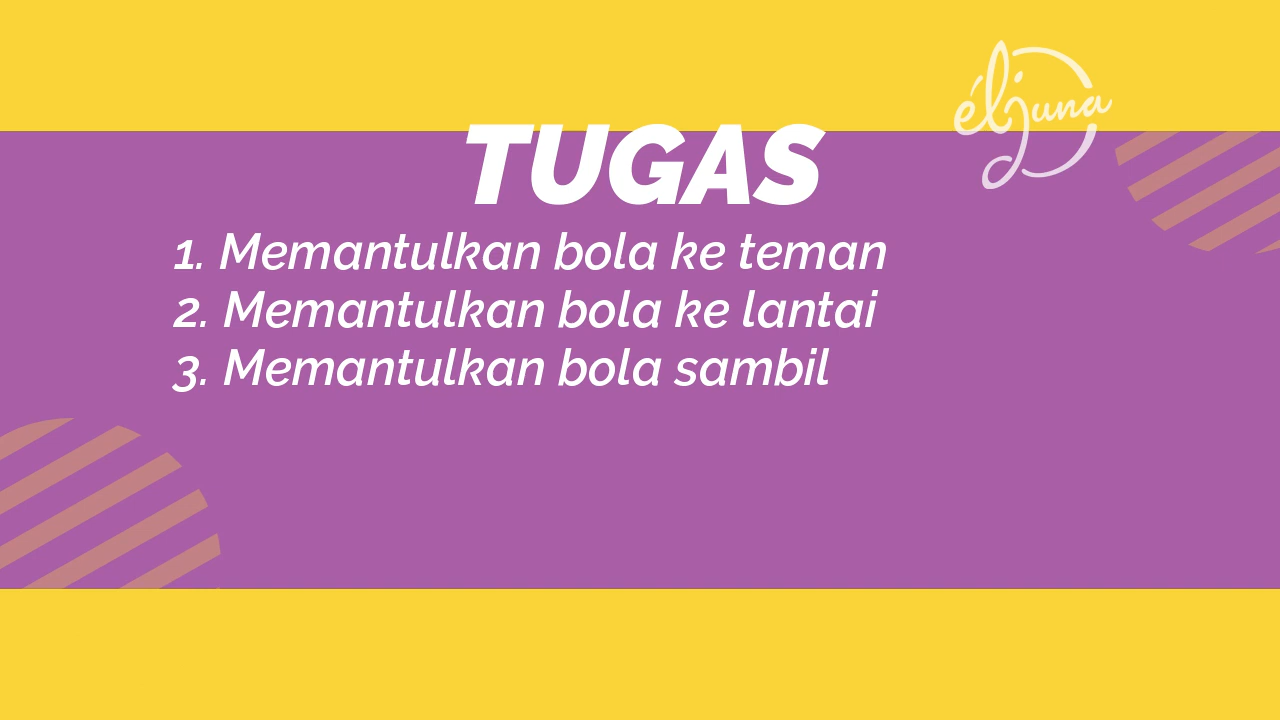 éljuna
TUGAS
1. Memantulkan bola ke teman
2. Memantulkan bola ke lantai
3. Memantulkan bola sambil